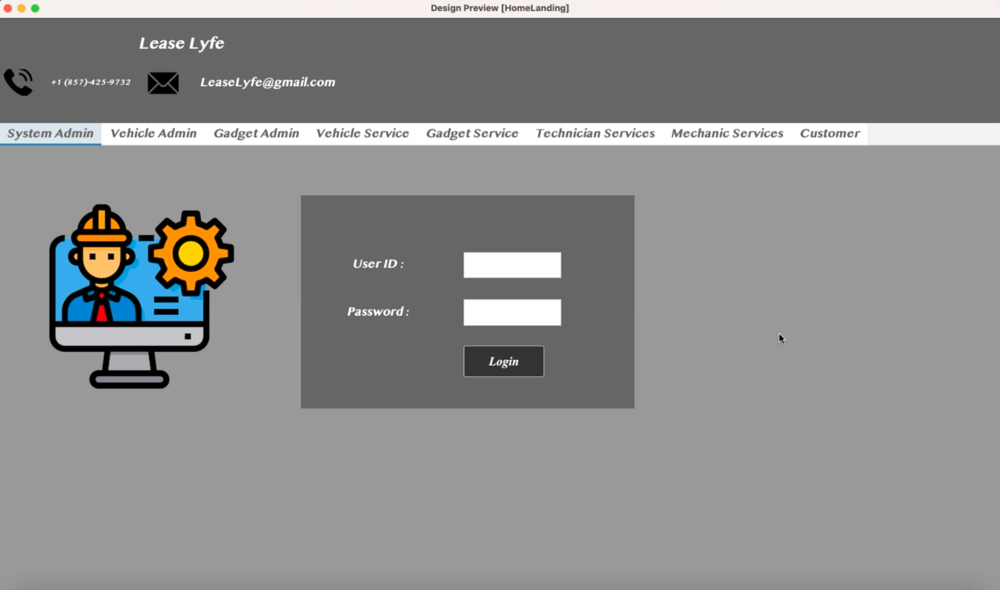 Design Preview [HomeLanding]
Lease Lyfe
+1 (857)-425-9732 LeaseLyfe@gmail.com
System Admin Vehicle Admin Gadget Admin Vehicle Service Gadget Service Technician Services Mechanic Services Customer
User ID :
Password :
Login